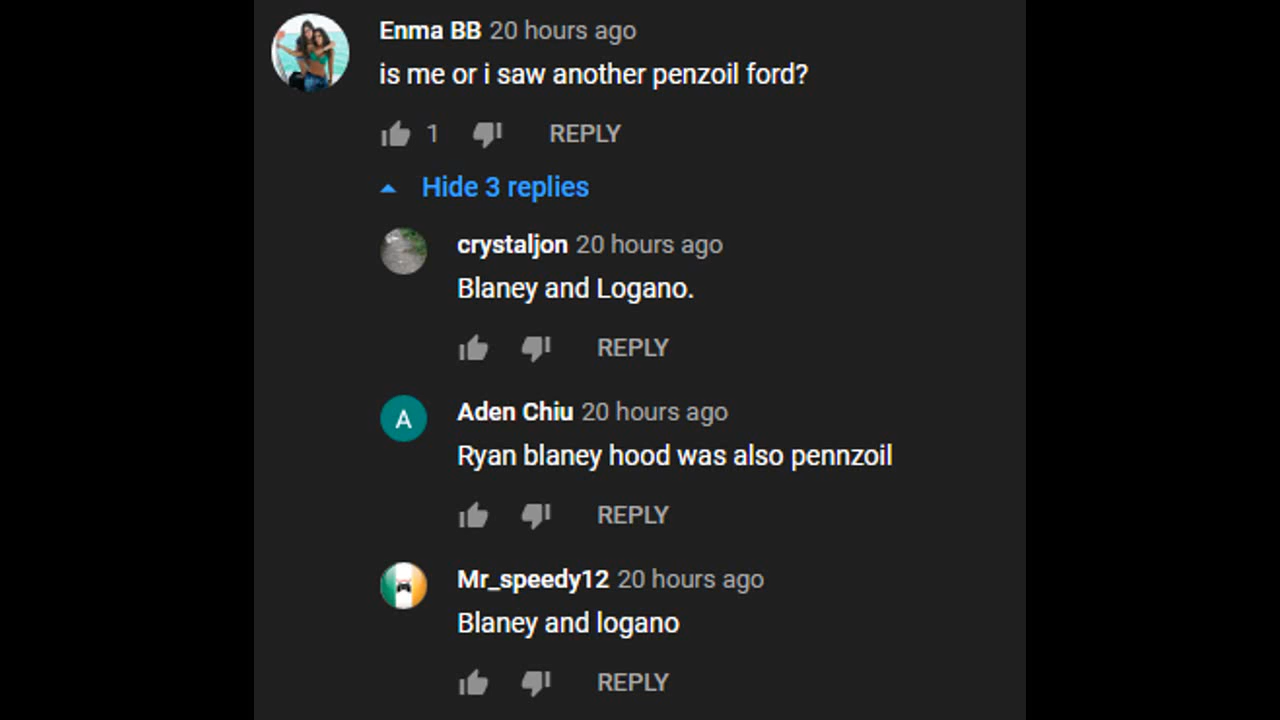 Enma BB 20 hours ago
is me or i saw another penzoil ford?
1 REPLY
Hide 3 replies
crystaljon 20 hours ago
Blaney and Logano.
REPLY
A
Aden Chiu 20 hours ago
Ryan blaney hood was also pennzoil
REPLY
Mr_speedy12 20 hours ago
Blaney and logano
REPLY